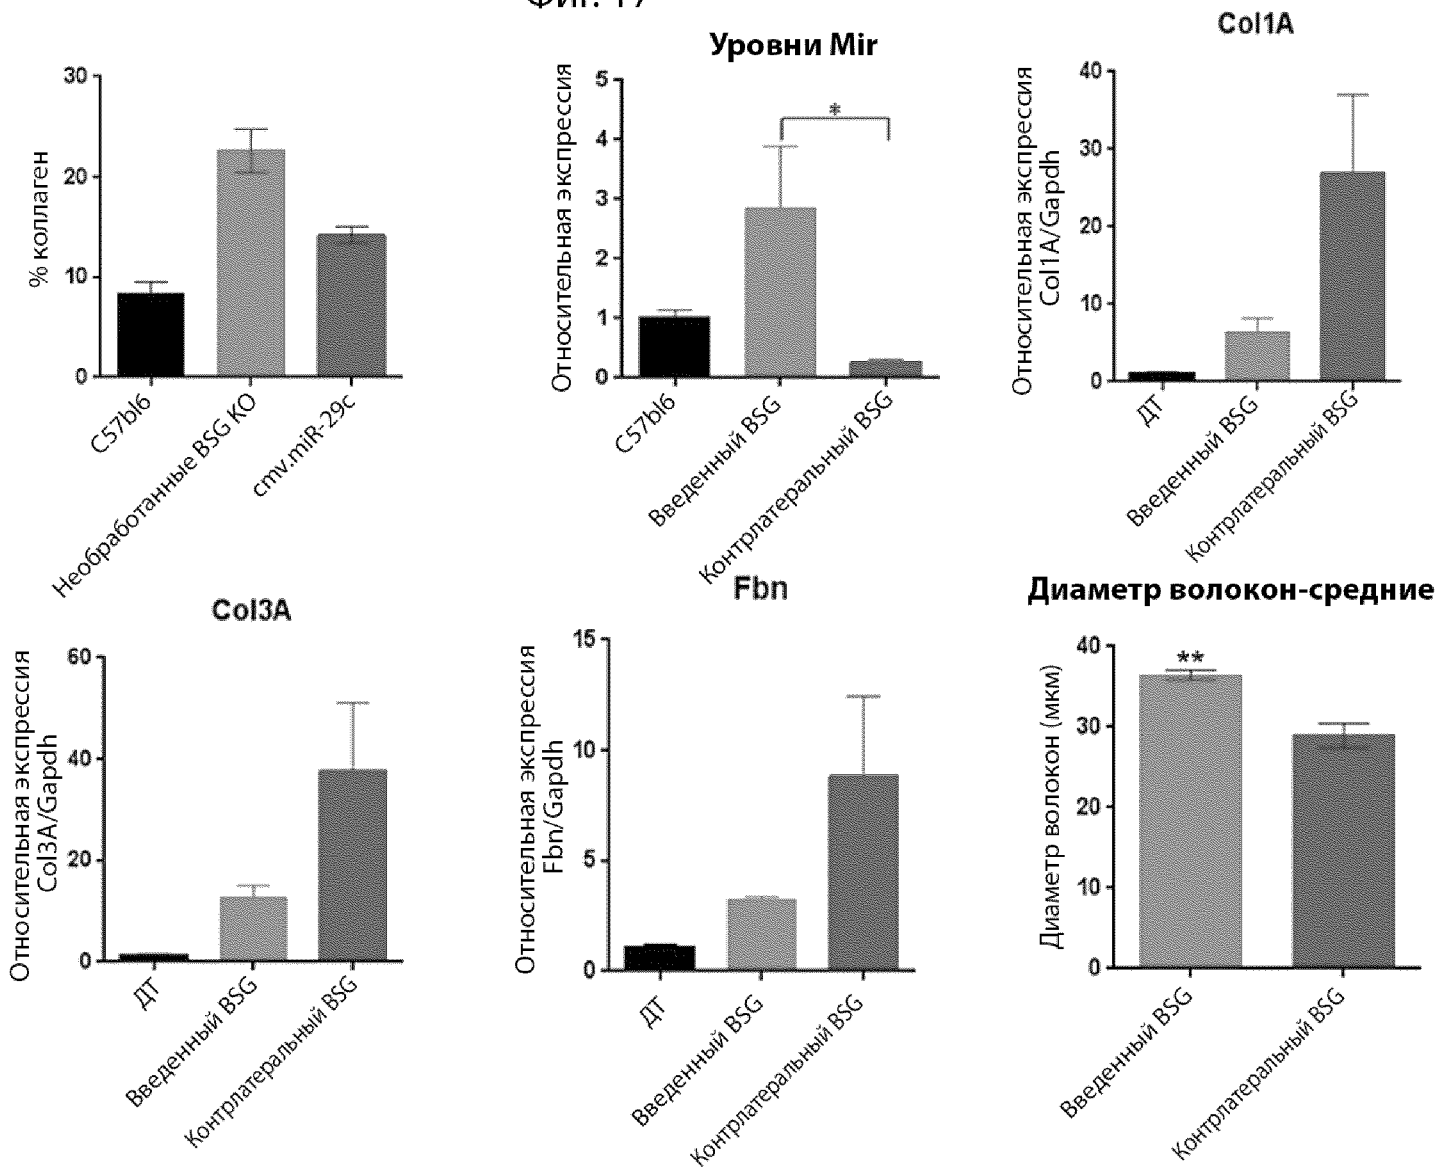 Фиг. 17
% коллаген
30
20
10
0
C57bl6
Необработанные BSG KO
cmv.miR-29c
Уровни Mir
Относительная экспрессия
5
4
3
2
1
0
*
C57bl6
Введенный BSG
Контрлатеральный BSG
Col1A
Относительная экспрессия
Col1A/Gapdh
40
30
20
10
0
ДТ
Введенный BSG
Контрлатеральный BSG
Col3A
Относительная экспрессия
Col3A/Gapdh
60
40
20
0
ДТ
Введенный BSG
Контрлатеральный BSG
Fbn
Относительная экспрессия
Fbn/Gapdh
15
10
5
0
ДТ
Введенный BSG
Контрлатеральный BSG
Диаметр волокон-средние
Диаметр волокон (мкм)
40
30
20
10
0
**
Введенный BSG
Контрлатеральный BSG